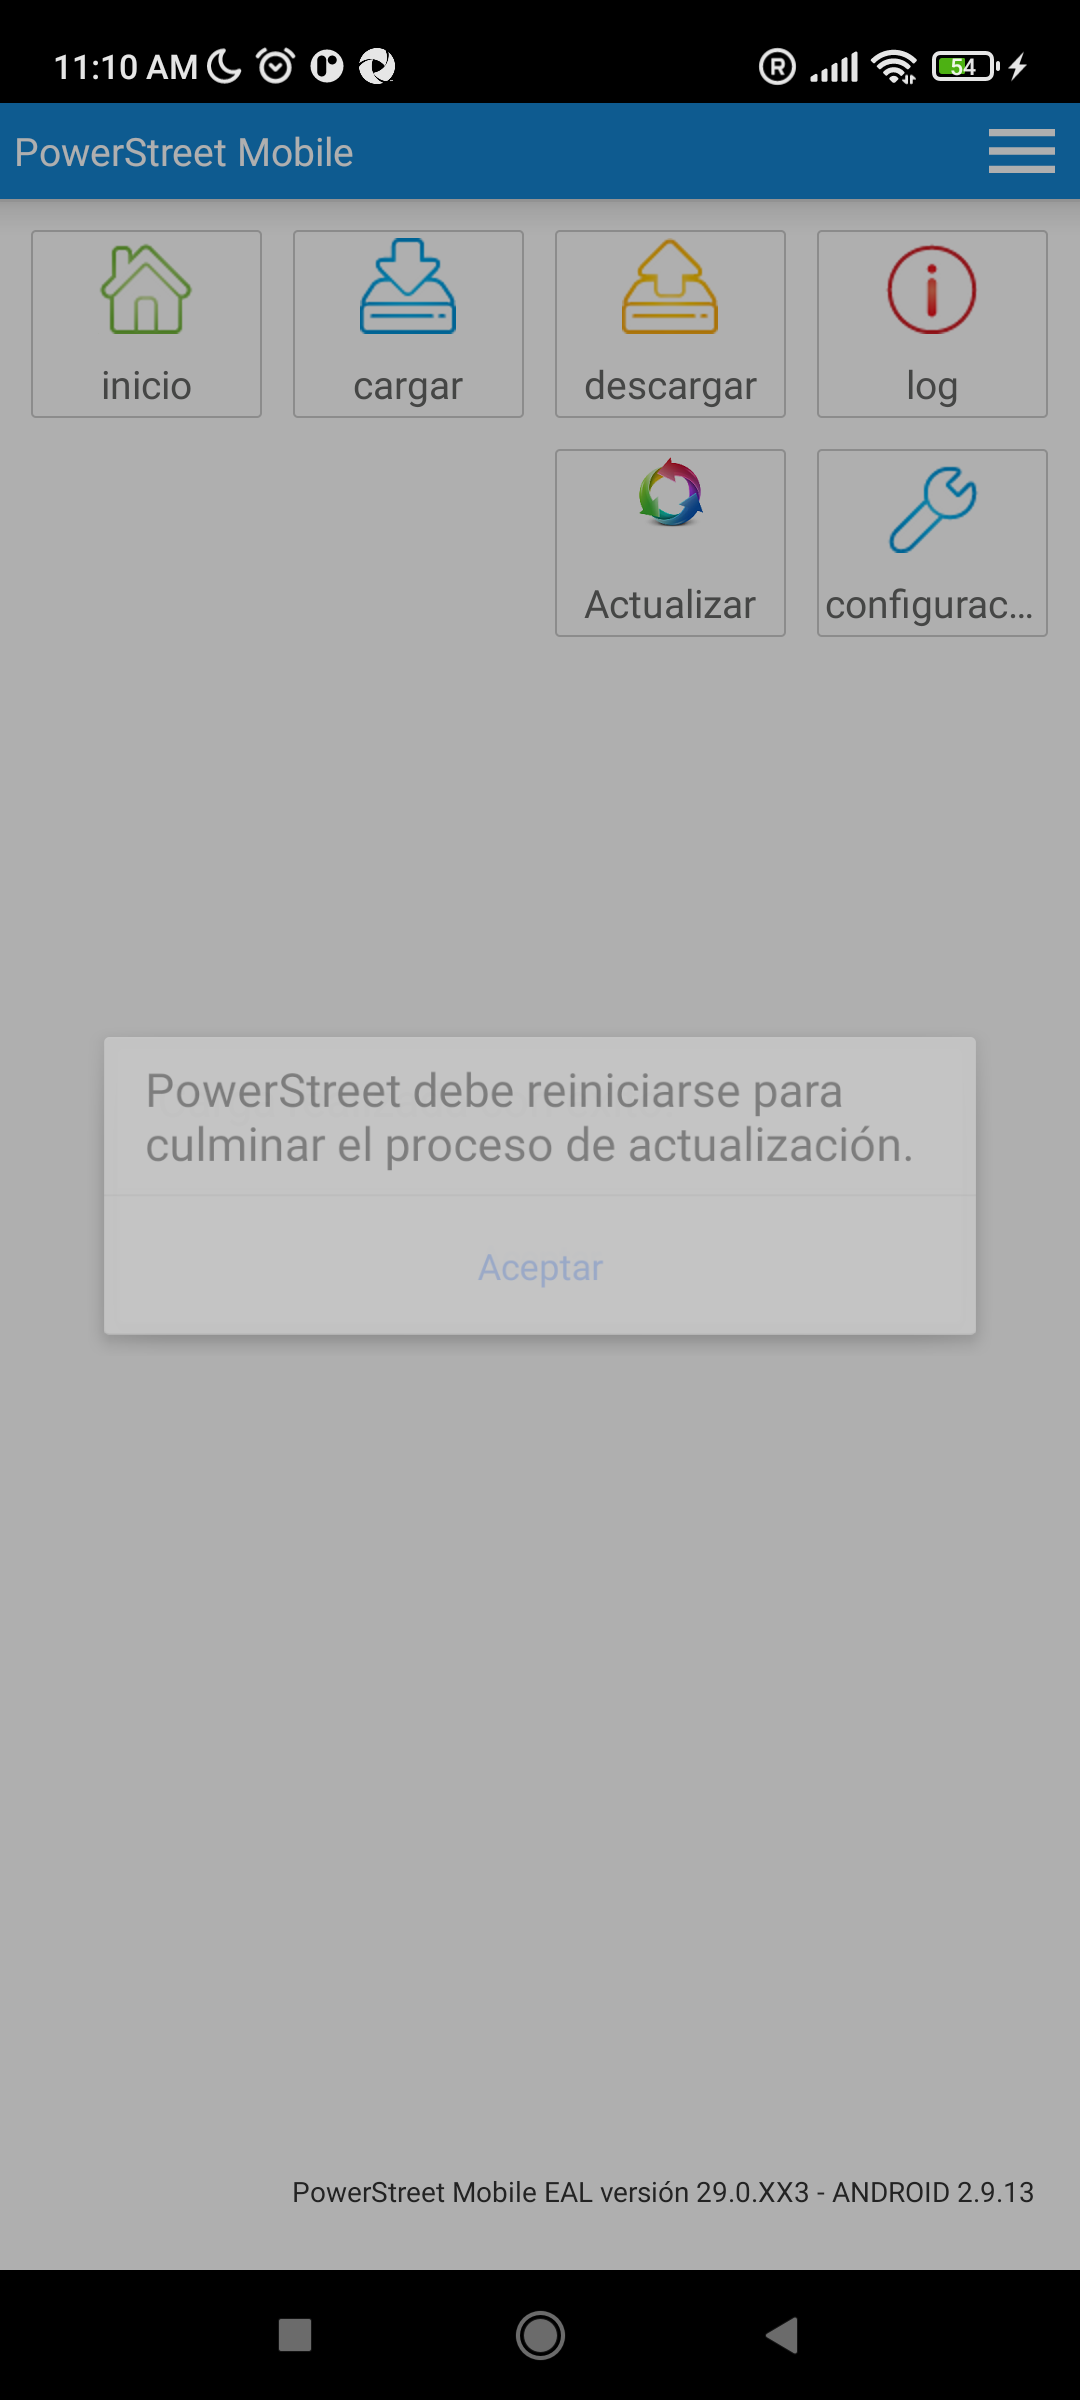 11:10 AM
R
54
PowerStreet Mobile
inicio
cargar
descargar
log
Actualizar
configurac...
PowerStreet debe reiniciarse para
culminar el proceso de actualización.
Aceptar
PowerStreet Mobile EAL versión 29.0.XX3 - ANDROID 2.9.13